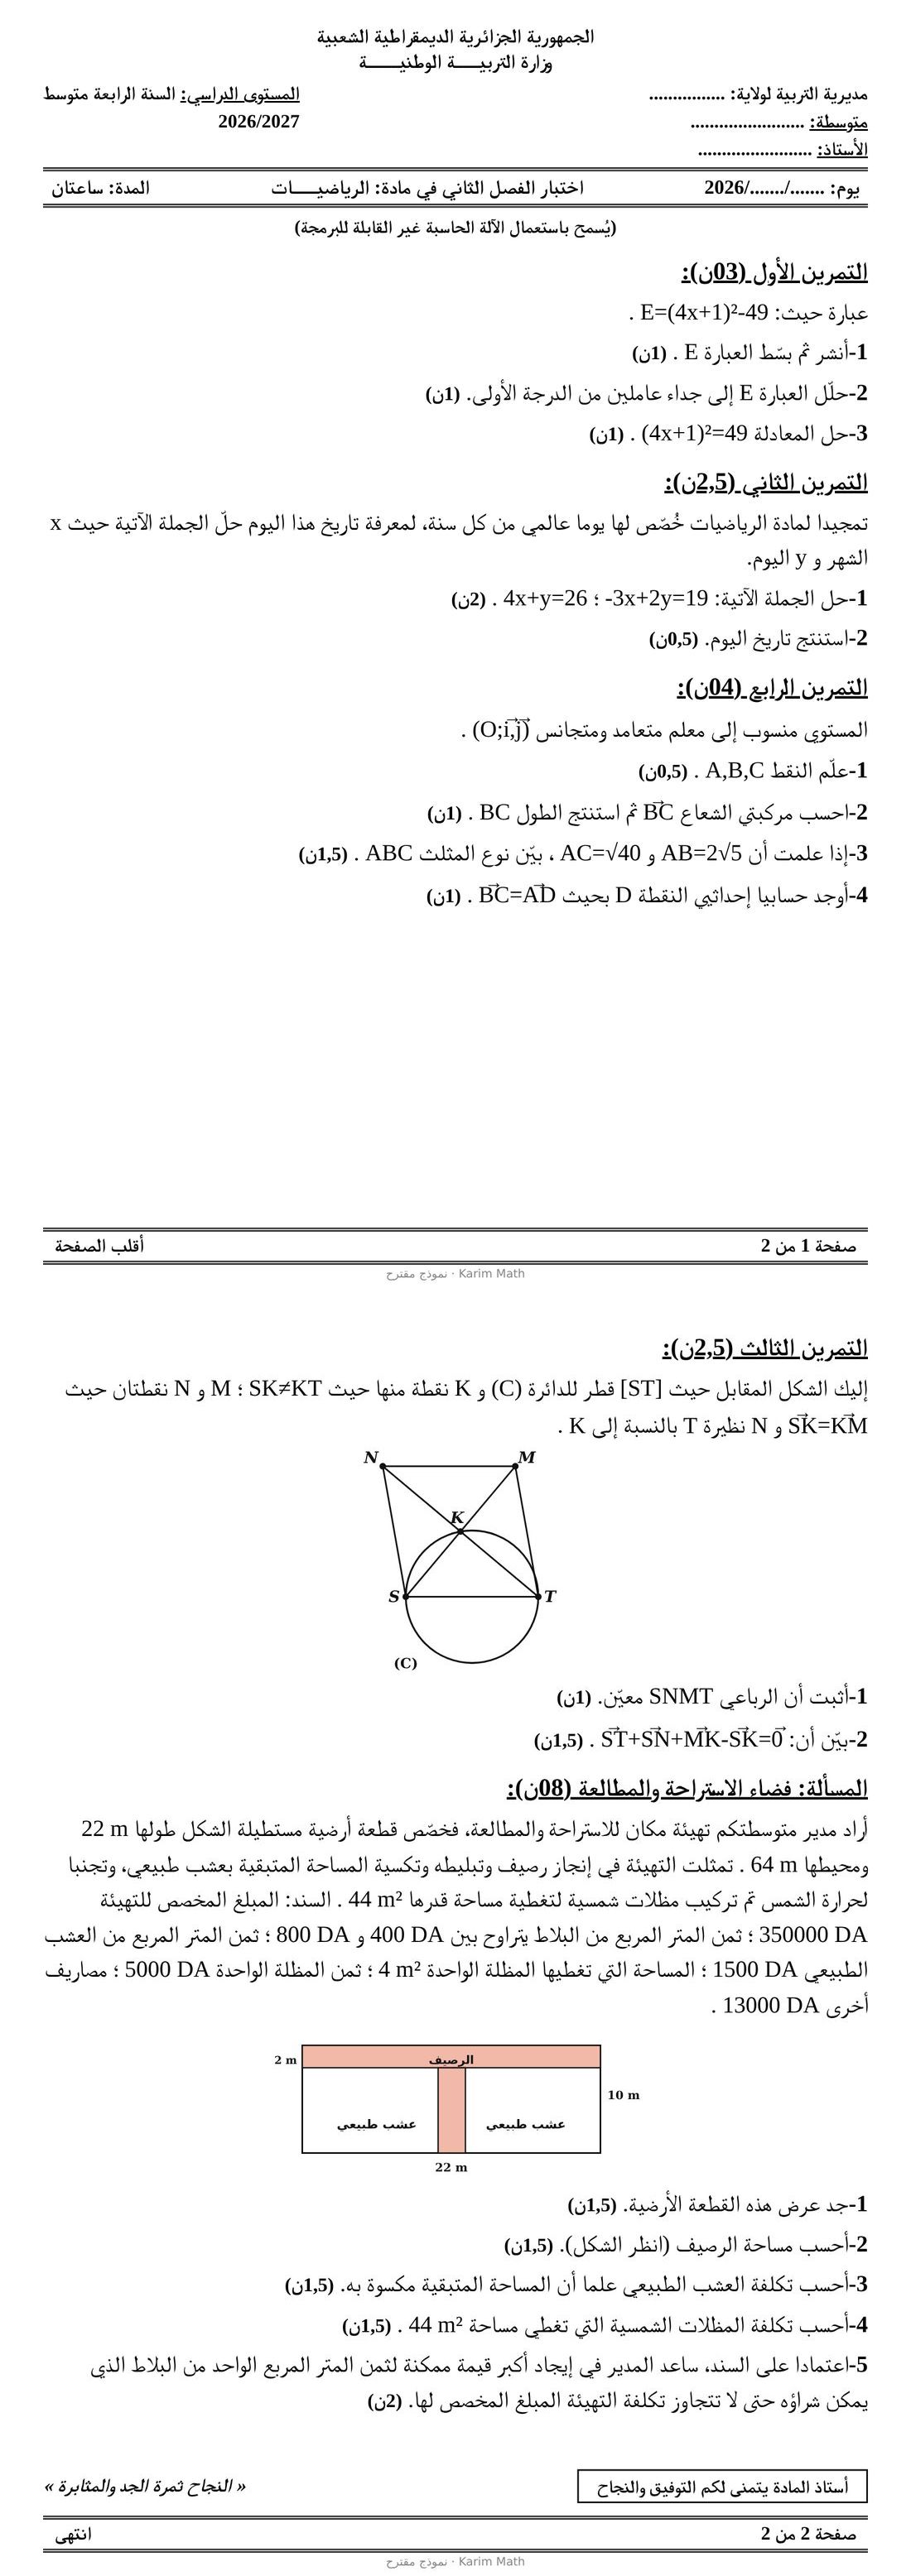 الجمهورية الجزائرية الديمقراطية الشعبية
وزارة التربيـــــة الوطنيـــــــة
مديرية التربية لولاية: ................
المستوى الدراسي: السنة الرابعة متوسط
متوسطة: ........................
2026/2027
الأستاذ: ........................
يوم: ......./......./2026
اختبار الفصل الثاني في مادة: الرياضيـــــات
المدة: ساعتان
(يُسمح باستعمال الآلة الحاسبة غير القابلة للبرمجة)
التمرين الأول (03ن):
عبارة حيث: E=(4x+1)²-49 .
1-أنشر ثم بسّط العبارة E . (1ن)
2-حلّل العبارة E إلى جداء عاملين من الدرجة الأولى. (1ن)
3-حل المعادلة (4x+1)²=49 . (1ن)
التمرين الثاني (2,5ن):
تمجيدا لمادة الرياضيات خُصّص لها يوما عالمي من كل سنة، لمعرفة تاريخ هذا اليوم حلّ الجملة الآتية حيث x
الشهر و y اليوم.
1-حل الجملة الآتية: -3x+2y=19 ؛ 4x+y=26 . (2ن)
2-استنتج تاريخ اليوم. (0,5ن)
التمرين الرابع (04ن):
المستوي منسوب إلى معلم متعامد ومتجانس (O;i⃗,j⃗) .
1-علّم النقط A,B,C . (0,5ن)
2-احسب مركبتي الشعاع BC⃗ ثم استنتج الطول BC . (1ن)
3-إذا علمت أن AB=2√5 و AC=√40 ، بيّن نوع المثلث ABC . (1,5ن)
4-أوجد حسابيا إحداثيي النقطة D بحيث BC⃗=AD⃗ . (1ن)
صفحة 1 من 2
أقلب الصفحة
Karim Math · نموذج مقترح
التمرين الثالث (2,5ن):
إليك الشكل المقابل حيث [ST] قطر للدائرة (C) و K نقطة منها حيث SK≠KT ؛ M و N نقطتان حيث
SK⃗=KM⃗ و N نظيرة T بالنسبة إلى K .
N
M
K
S
T
(C)
1-أثبت أن الرباعي SNMT معيّن. (1ن)
2-بيّن أن: ST⃗+SN⃗+MK⃗-SK⃗=0⃗ . (1,5ن)
المسألة: فضاء الاستراحة والمطالعة (08ن):
أراد مدير متوسطتكم تهيئة مكان للاستراحة والمطالعة، فخصّص قطعة أرضية مستطيلة الشكل طولها 22 m
ومحيطها 64 m . تمثلت التهيئة في إنجاز رصيف وتبليطه وتكسية المساحة المتبقية بعشب طبيعي، وتجنبا
لحرارة الشمس تم تركيب مظلات شمسية لتغطية مساحة قدرها 44 m² . السند: المبلغ المخصص للتهيئة
350000 DA ؛ ثمن المتر المربع من البلاط يتراوح بين 400 DA و 800 DA ؛ ثمن المتر المربع من العشب
الطبيعي 1500 DA ؛ المساحة التي تغطيها المظلة الواحدة 4 m² ؛ ثمن المظلة الواحدة 5000 DA ؛ مصاريف
أخرى 13000 DA .
2 m
الرصيف
10 m
عشب طبيعي
عشب طبيعي
22 m
1-جد عرض هذه القطعة الأرضية. (1,5ن)
2-أحسب مساحة الرصيف (انظر الشكل). (1,5ن)
3-أحسب تكلفة العشب الطبيعي علما أن المساحة المتبقية مكسوة به. (1,5ن)
4-أحسب تكلفة المظلات الشمسية التي تغطي مساحة 44 m² . (1,5ن)
5-اعتمادا على السند، ساعد المدير في إيجاد أكبر قيمة ممكنة لثمن المتر المربع الواحد من البلاط الذي
يمكن شراؤه حتى لا تتجاوز تكلفة التهيئة المبلغ المخصص لها. (2ن)
أستاذ المادة يتمنى لكم التوفيق والنجاح
« النجاح ثمرة الجد والمثابرة »
صفحة 2 من 2
انتهى
Karim Math · نموذج مقترح